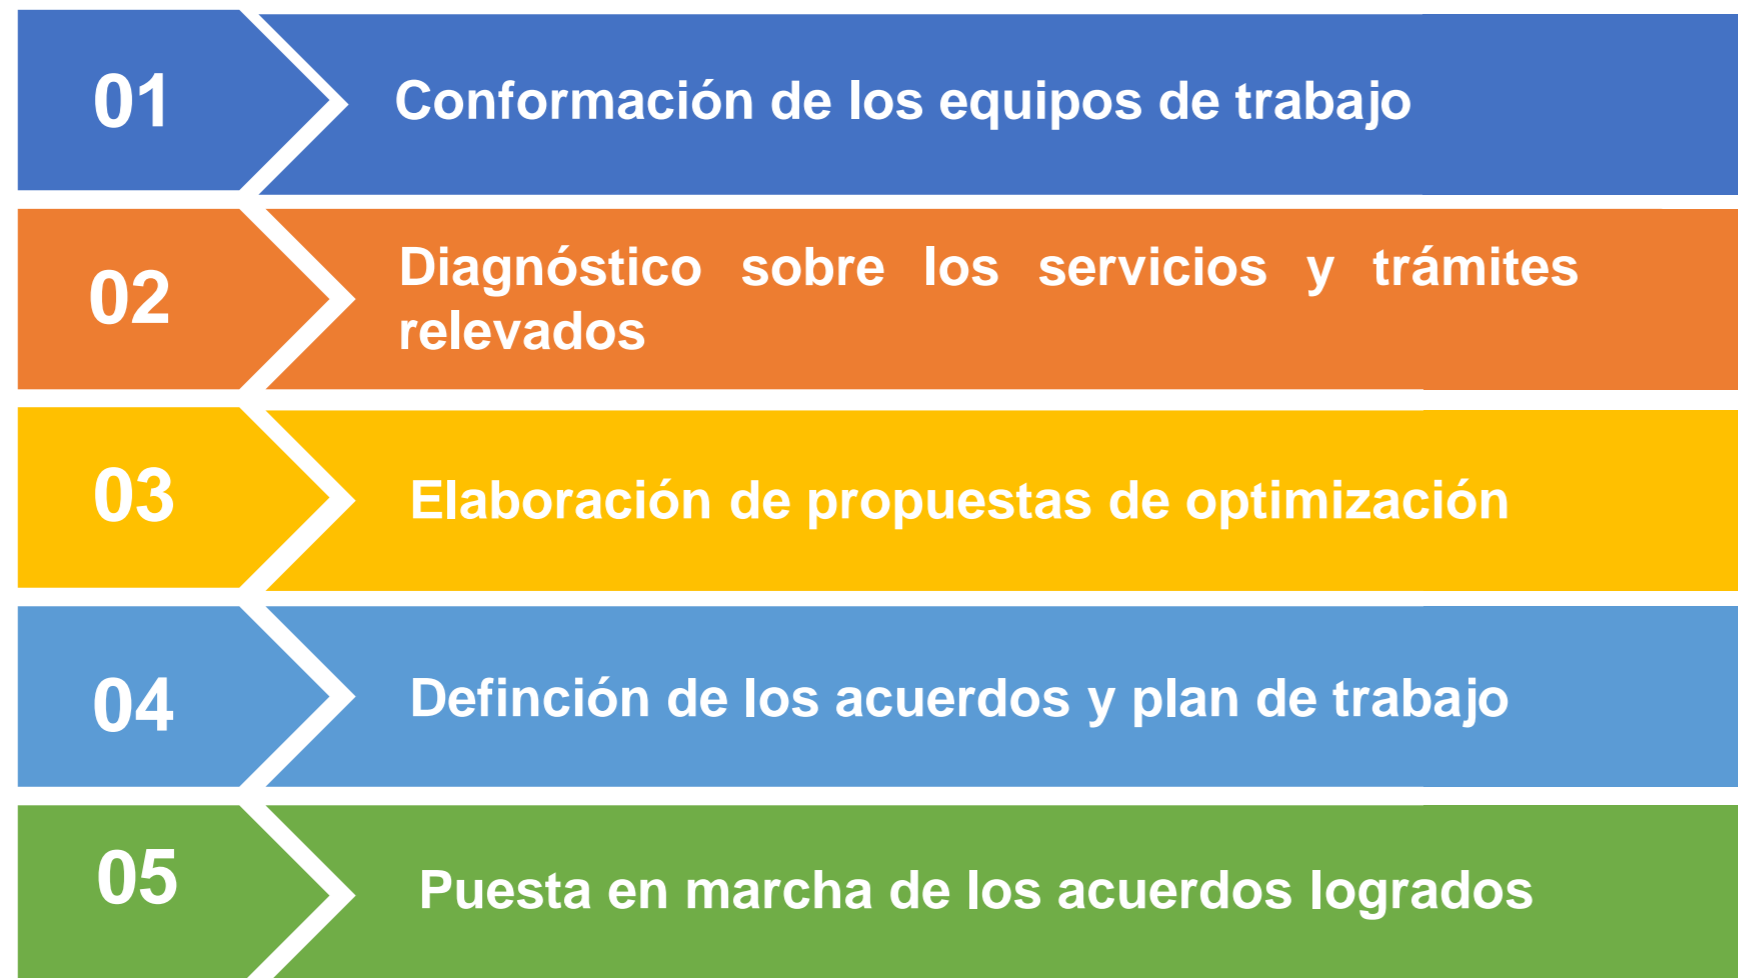 01
Conformación de los equipos de trabajo
02
Diagnóstico sobre los servicios y trámites
relevados
03
Elaboración de propuestas de optimización
04
Definción de los acuerdos y plan de trabajo
05
Puesta en marcha de los acuerdos logrados